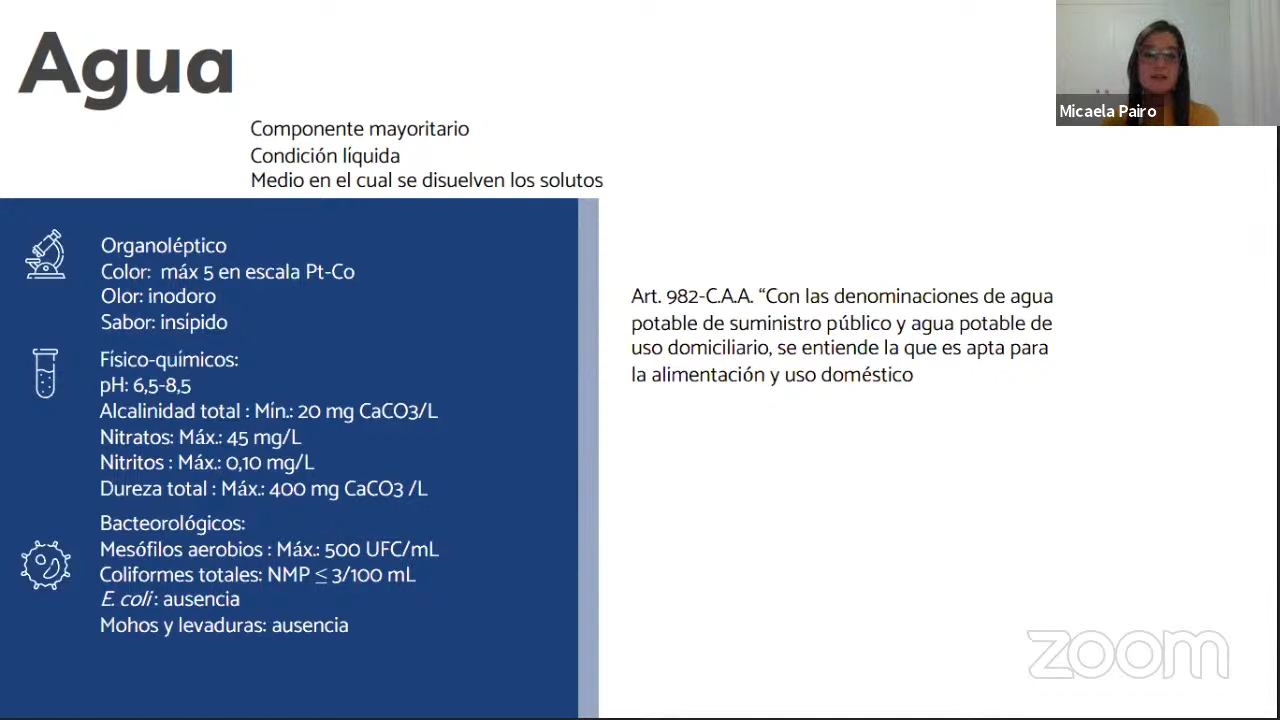 Agua
Micaela Pairo
Componente mayoritario
Condición líquida
Medio en el cual se disuelven los solutos
Organoléptico
Color:  máx 5 en escala Pt-Co
Olor: inodoro
Sabor: insípido
Físico-químicos:
pH: 6,5-8,5
Alcalinidad total : Mín.: 20 mg CaCO3/L
Nitratos: Máx.: 45 mg/L
Nitritos : Máx.: 0,10 mg/L
Dureza total : Máx.: 400 mg CaCO3 /L
Bacteorológicos:
Mesófilos aerobios : Máx.: 500 UFC/mL
Coliformes totales: NMP ≤ 3/100 mL
E. coli : ausencia
Mohos y levaduras: ausencia
Art. 982-C.A.A. “Con las denominaciones de agua
potable de suministro público y agua potable de
uso domiciliario, se entiende la que es apta para
la alimentación y uso doméstico
zoom